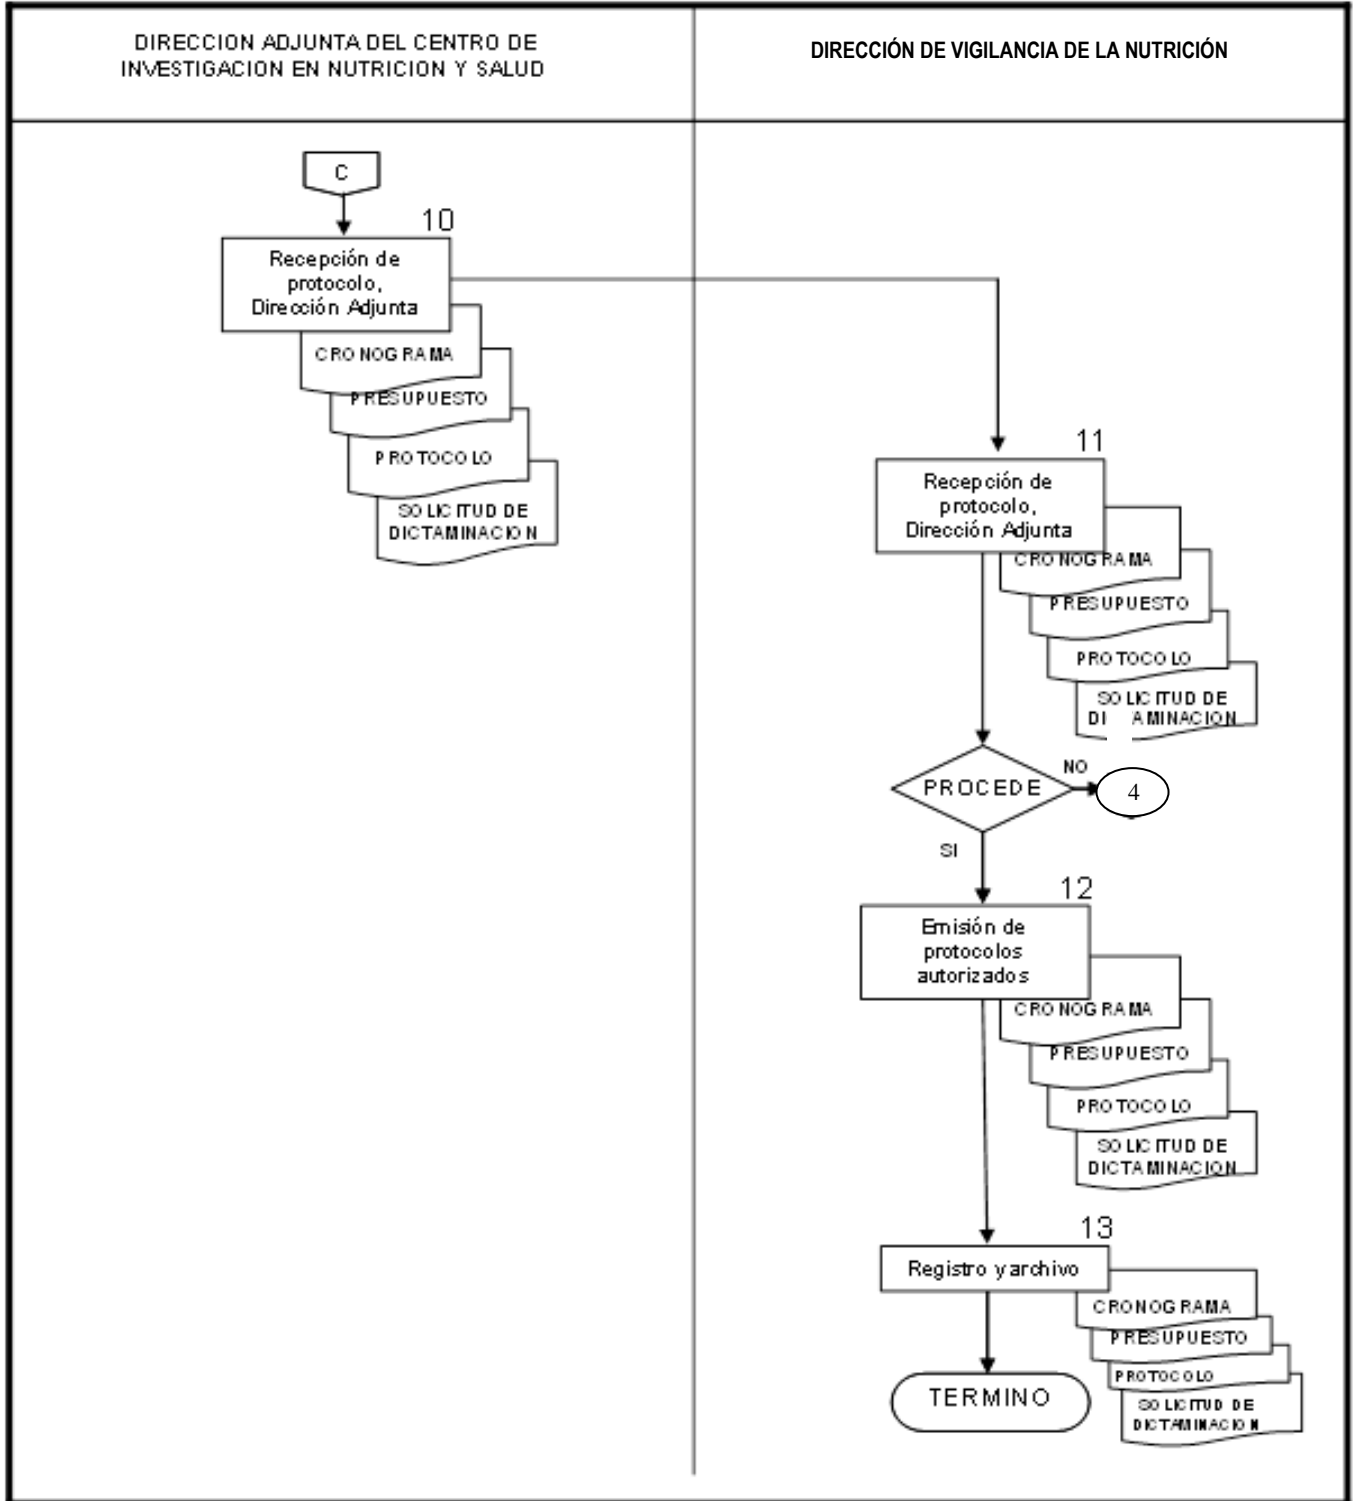 DIRECCION ADJUNTA DEL CENTRO DE
INVESTIGACION EN NUTRICION Y SALUD
DIRECCIÓN DE VIGILANCIA DE LA NUTRICIÓN
C
10
Recepción de
protocolo,
Dirección Adjunta
CRONOGRAMA
PRESUPUESTO
PROTOCOLO
SOLICITUD DE
DICTAMINACION
11
Recepción de
protocolo,
Dirección Adjunta
CRONOGRAMA
PRESUPUESTO
PROTOCOLO
SOLICITUD DE
DI AMINACION
PROCEDE
NO
4
SI
12
Emisión de
protocolos
autorizados
CRONOGRAMA
PRESUPUESTO
PROTOCOLO
SOLICITUD DE
DICTAMINACION
13
Registro y archivo
CRONOGRAMA
PRESUPUESTO
PROTOCOLO
SOLICITUD DE
DICTAMINACION
TERMINO